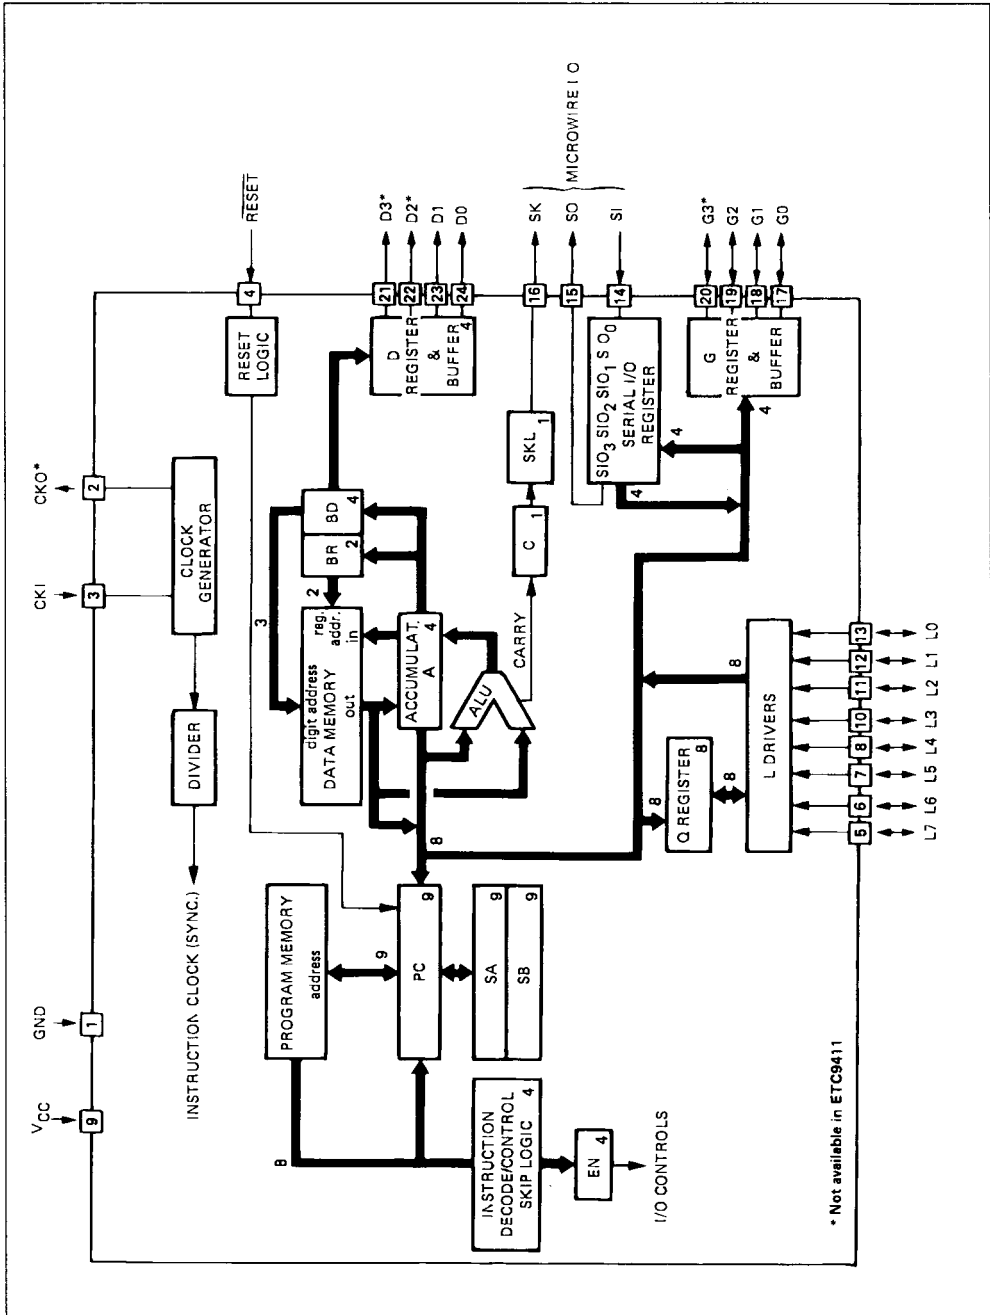 VCC
GND
CKI
CKO*
9
1
3
2
RESET
4
INSTRUCTION CLOCK (SYNC.)
DIVIDER
CLOCK
GENERATOR
RESET
LOGIC
PROGRAM MEMORY
address
digit address
DATA MEMORY
out
reg.
addr.
in
3
2
BR
2
BD
4
D
REGISTER
&
BUFFER
4
21
22
23
24
D3*
D2*
D1
D0
8
9
PC
9
8
ACCUMULAT.
A
4
ALU
CARRY
SA
9
SB
9
C
1
SKL
1
16
15
14
SK
SO
SI
MICROWIRE I O
INSTRUCTION
DECODE/CONTROL
SKIP LOGIC
4
EN
4
I/O CONTROLS
SIO3 SIO2 SIO1 S O0
SERIAL I/O
REGISTER
4
4
G
REGISTER
&
BUFFER
4
4
20
19
18
17
G3*
G2
G1
G0
8
Q REGISTER
8
8
8
L DRIVERS
5
6
7
8
10
11
12
13
L7
L6
L5
L4
L3
L2
L1
L0
* Not available in ETC9411